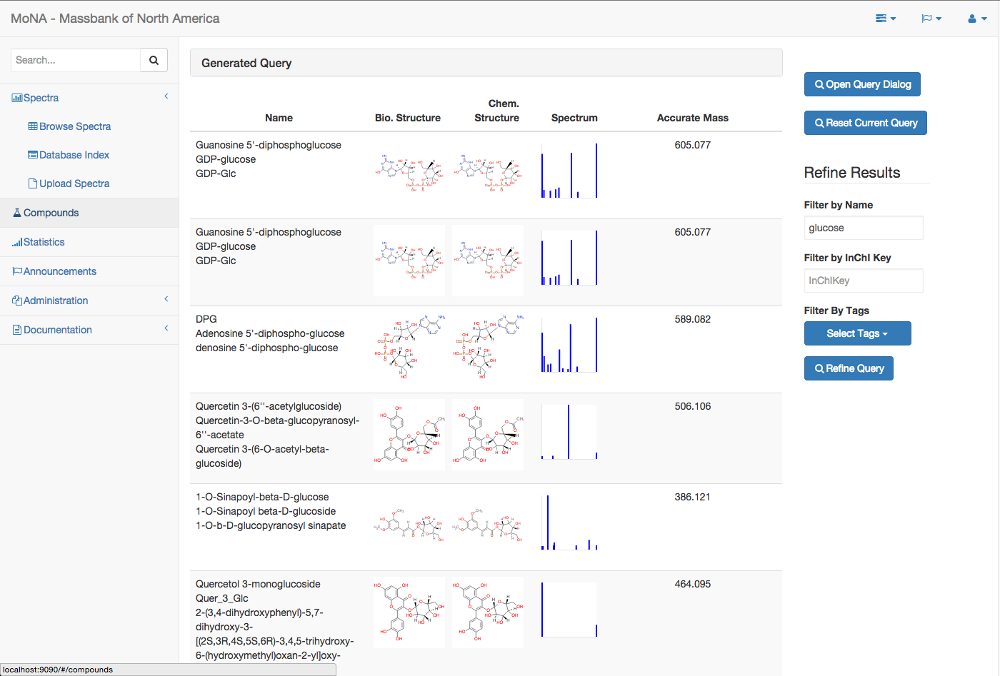 MoNA - Massbank of North America
Search...
Spectra
Browse Spectra
Database Index
Upload Spectra
Compounds
Statistics
Announcements
Administration
Documentation
Generated Query
Name
Bio. Structure
Chem.
Structure
Spectrum
Accurate Mass
Guanosine 5'-diphosphoglucose
GDP-glucose
GDP-Glc
605.077
Guanosine 5'-diphosphoglucose
GDP-glucose
GDP-Glc
605.077
DPG
Adenosine 5'-diphospho-glucose
denosine 5'-diphospho-glucose
589.082
Quercetin 3-(6''-acetylglucoside)
Quercetin-3-O-beta-glucopyranosyl-
6''-acetate
Quercetin 3-(6-O-acetyl-beta-
glucoside)
506.106
1-O-Sinapoyl-beta-D-glucose
1-O-Sinapoyl beta-D-glucoside
1-O-b-D-glucopyranosyl sinapate
386.121
Quercetol 3-monoglucoside
Quer_3_Glc
2-(3,4-dihydroxyphenyl)-5,7-
dihydroxy-3-
[(2S,3R,4S,5S,6R)-3,4,5-trihydroxy-
6-(hydroxymethyl)oxan-2-yl]oxy-
464.095
Open Query Dialog
Reset Current Query
Refine Results
Filter by Name
glucose
Filter by InChI Key
InChIKey
Filter By Tags
Select Tags
Refine Query
localhost:9090/#/compounds